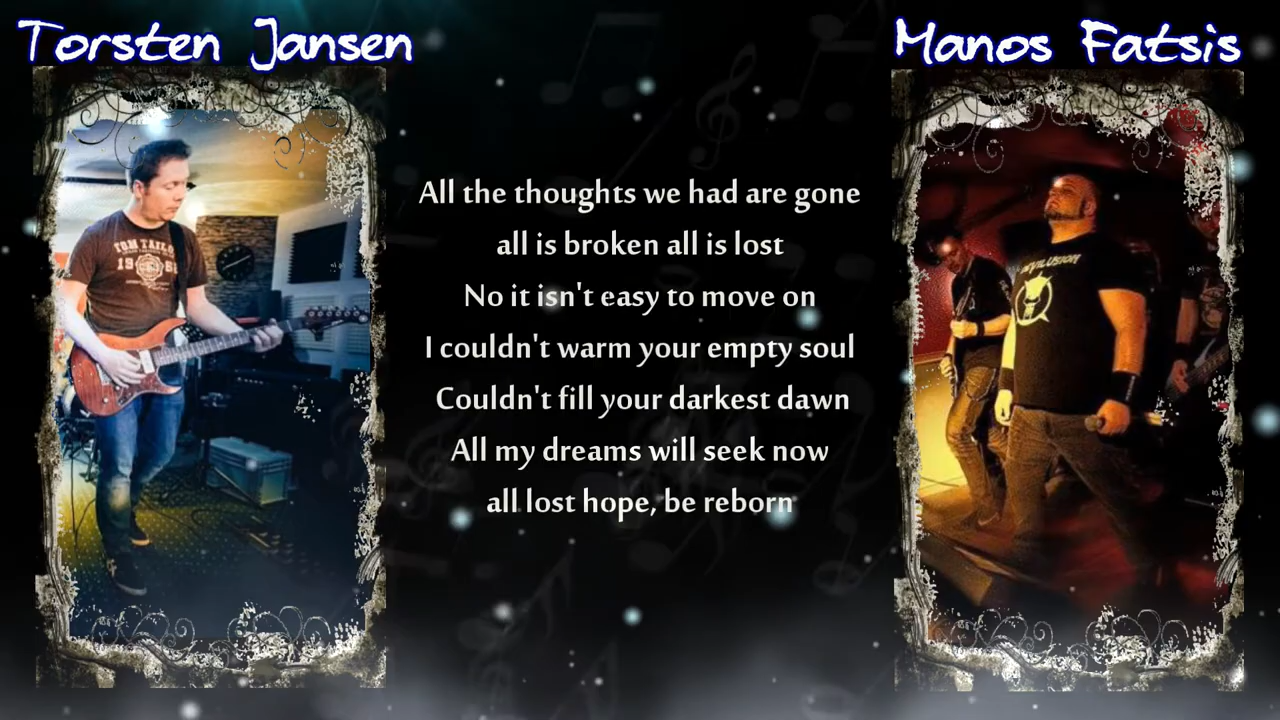 Torsten Jansen
Manos Fatsis
TOM TAILO
All the thoughts we had are gone
all is broken all is lost
No it isn't easy to move on
I couldn't warm your empty soul
Couldn't fill your darkest dawn
All my dreams will seek now
all lost hope, be reborn